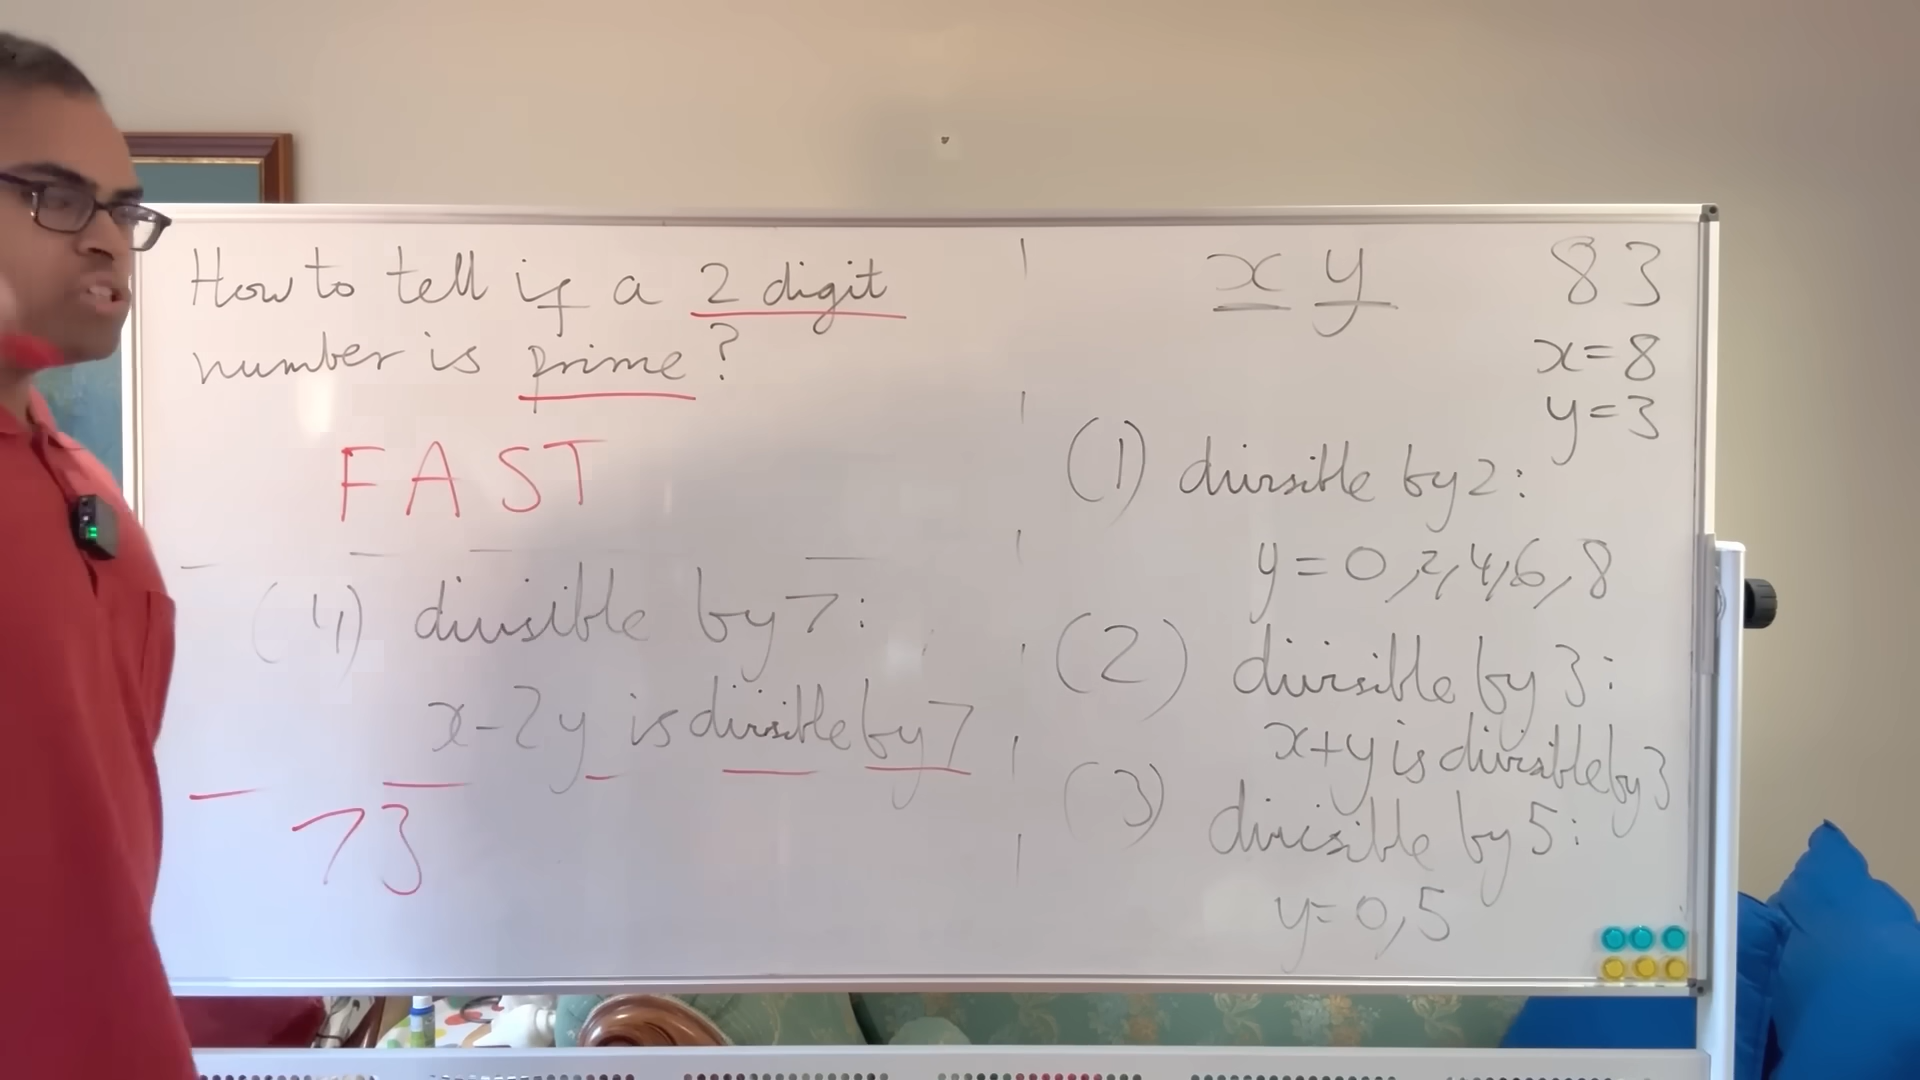 How to tell if a 2 digit
number is prime?
FAST
(4) divisible by 7:
x-2y is divisible by 7
73
x y
83
x=8
y=3
(1) divisible by 2:
y=0,2,4,6,8
(2) divisible by 3:
x+y is divisible by 3
(3) divisible by 5:
y=0,5